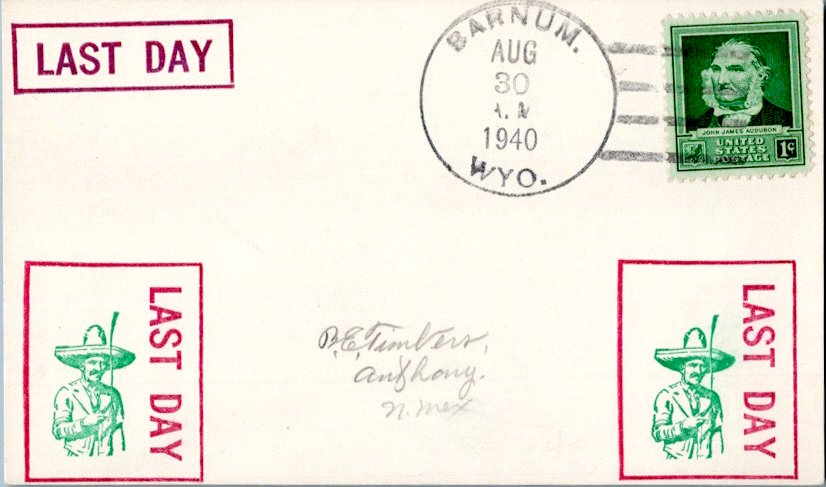 LAST DAY
BARNUM.
AUG
30
A.M
1940
WYO.
JOHN JAMES AUDUBON
UNITED
STATES
POSTAGE
1¢
LAST DAY
B.E. Timbers,
Anthony.
N. Mex
LAST DAY